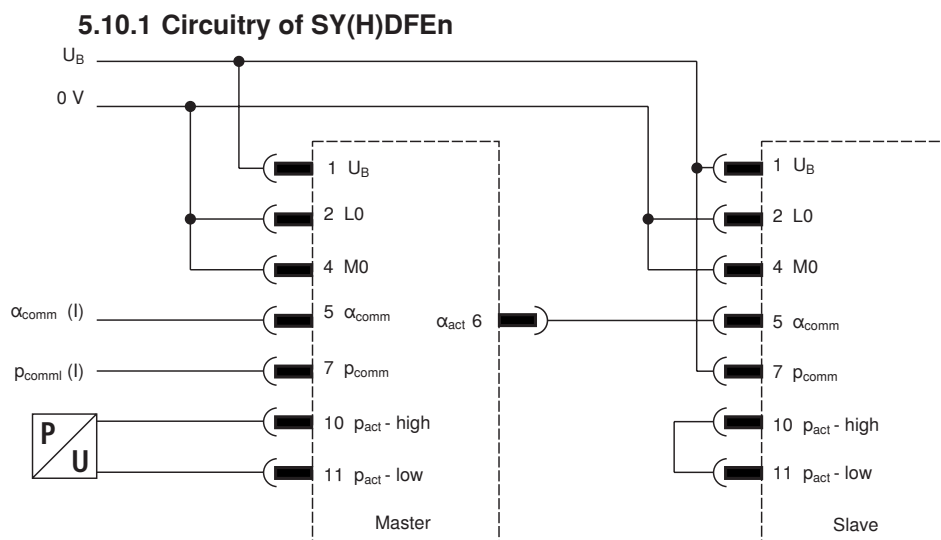 5.10.1 Circuitry of SY(H)DFEn
U_B
0 V
1 U_B
1 U_B
2 L0
2 L0
4 M0
4 M0
α_comm (I)
5 α_comm
α_act 6
5 α_comm
p_comml (I)
7 p_comm
7 p_comm
P
U
10 p_act - high
10 p_act - high
11 p_act - low
11 p_act - low
Master
Slave